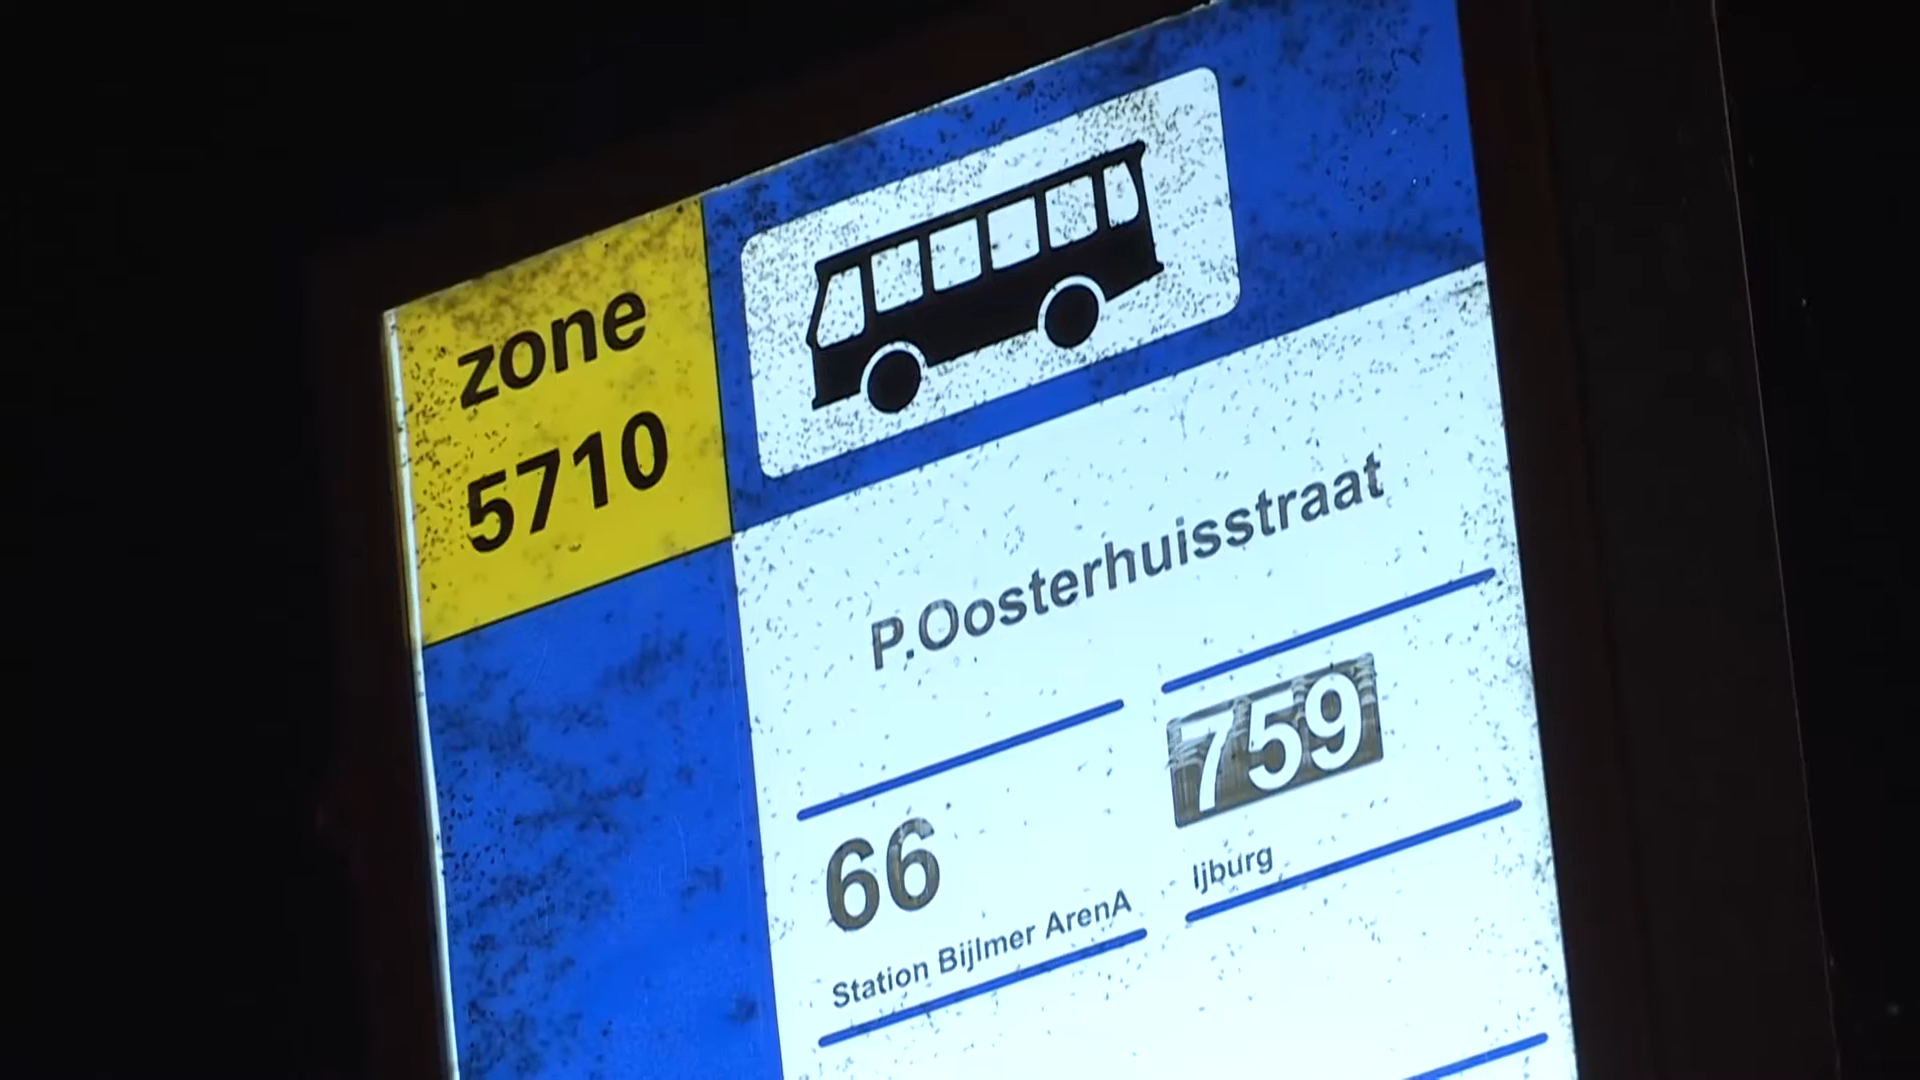 zone
5710
P.Oosterhuisstraat
66
Station Bijlmer ArenA
759
Ijburg